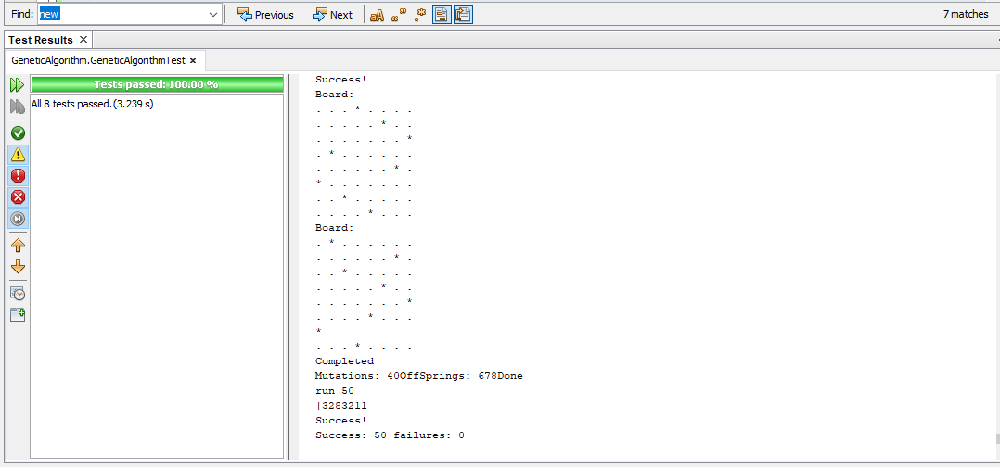 Find: new Previous Next 7 matches
Test Results
GeneticAlgorithm.GeneticAlgorithmTest
Tests passed: 100.00 %
All 8 tests passed. (3.239 s)
Success!
Board:
. . . * . . . .
. . . . . * . .
. . . . . . . *
. * . . . . . .
. . . . . . * .
* . . . . . . .
. . * . . . . .
. . . . * . . .
Board:
. * . . . . . .
. . . . . . * .
. . * . . . . .
. . . . . * . .
. . . . . . . *
. . . . * . . .
* . . . . . . .
. . . * . . . .
Completed
Mutations: 40OffSprings: 678Done
run 50
|3283211
Success!
Success: 50 failures: 0